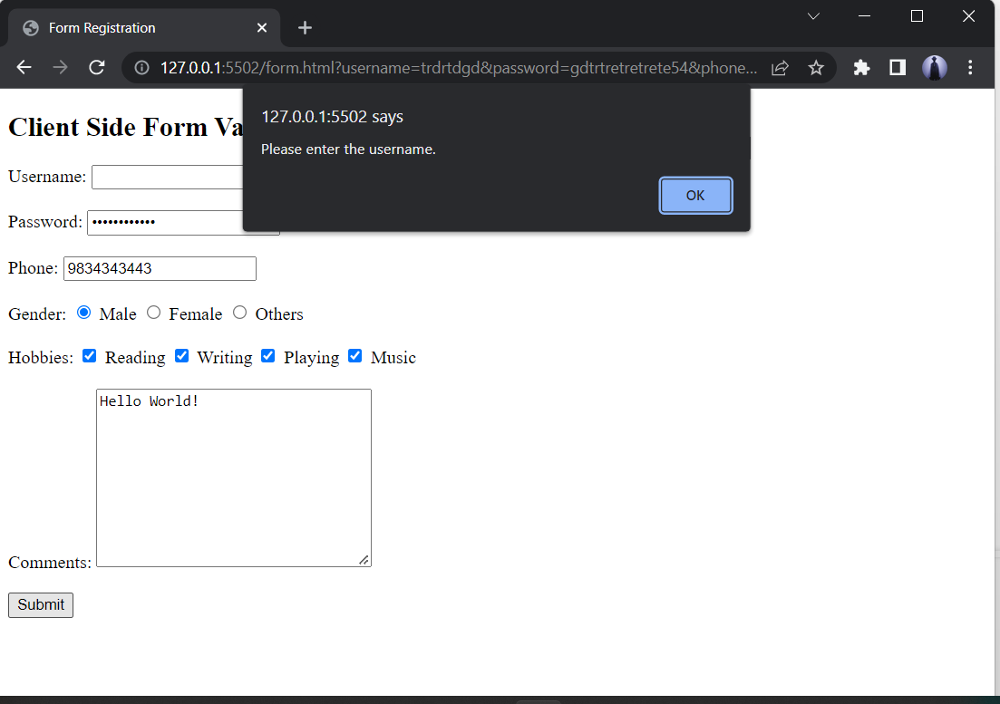 Form Registration
127.0.0.1:5502/form.html?username=trdrtdgd&password=gdtrtretretrete54&phone...
127.0.0.1:5502 says
Please enter the username.
OK
Client Side Form Va
Username:
Password: ••••••••••••
Phone: 9834343443
Gender: Male Female Others
Hobbies: Reading Writing Playing Music
Hello World!
Comments:
Submit